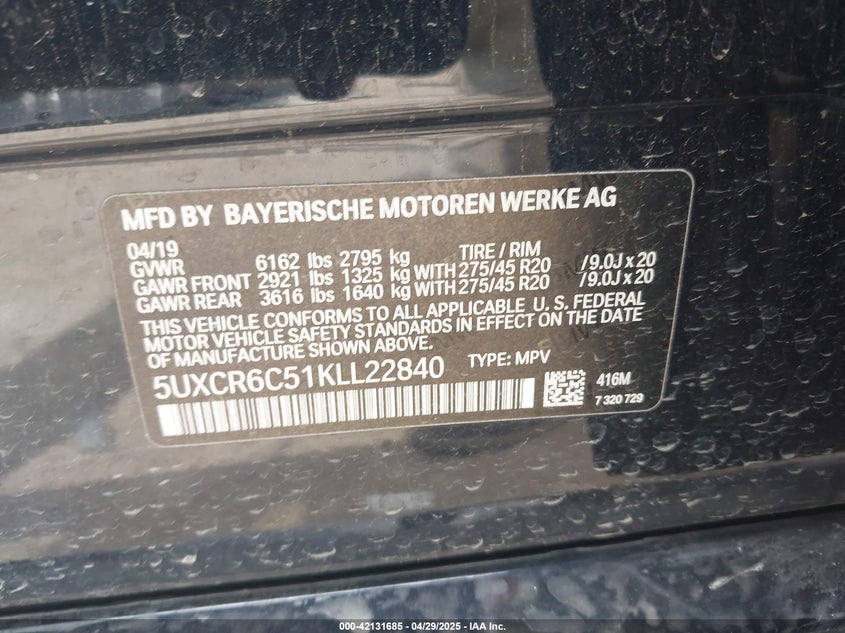 MFD BY BAYERISCHE MOTOREN WERKE AG
04/19 TIRE / RIM
GVWR 6162 lbs 2795 kg
GAWR FRONT 2921 lbs 1325 kg WITH 275/45 R20 /9.0J x 20
GAWR REAR 3616 lbs 1640 kg WITH 275/45 R20 /9.0J x 20
THIS VEHICLE CONFORMS TO ALL APPLICABLE U. S. FEDERAL
MOTOR VEHICLE SAFETY STANDARDS IN EFFECT ON THE DATE
OF MANUFACTURE SHOWN ABOVE.
5UXCR6C51KLL22840 TYPE: MPV
416M
7 320 729
000-42131685 - 04/29/2025 - IAA Inc.